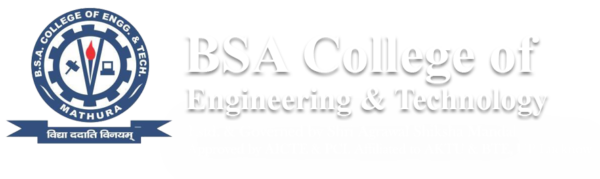 B.S.A. COLLEGE OF ENGG. & TECH.
MATHURA
विद्या ददाति विनयम्
BSA College of
Engineering & Technology